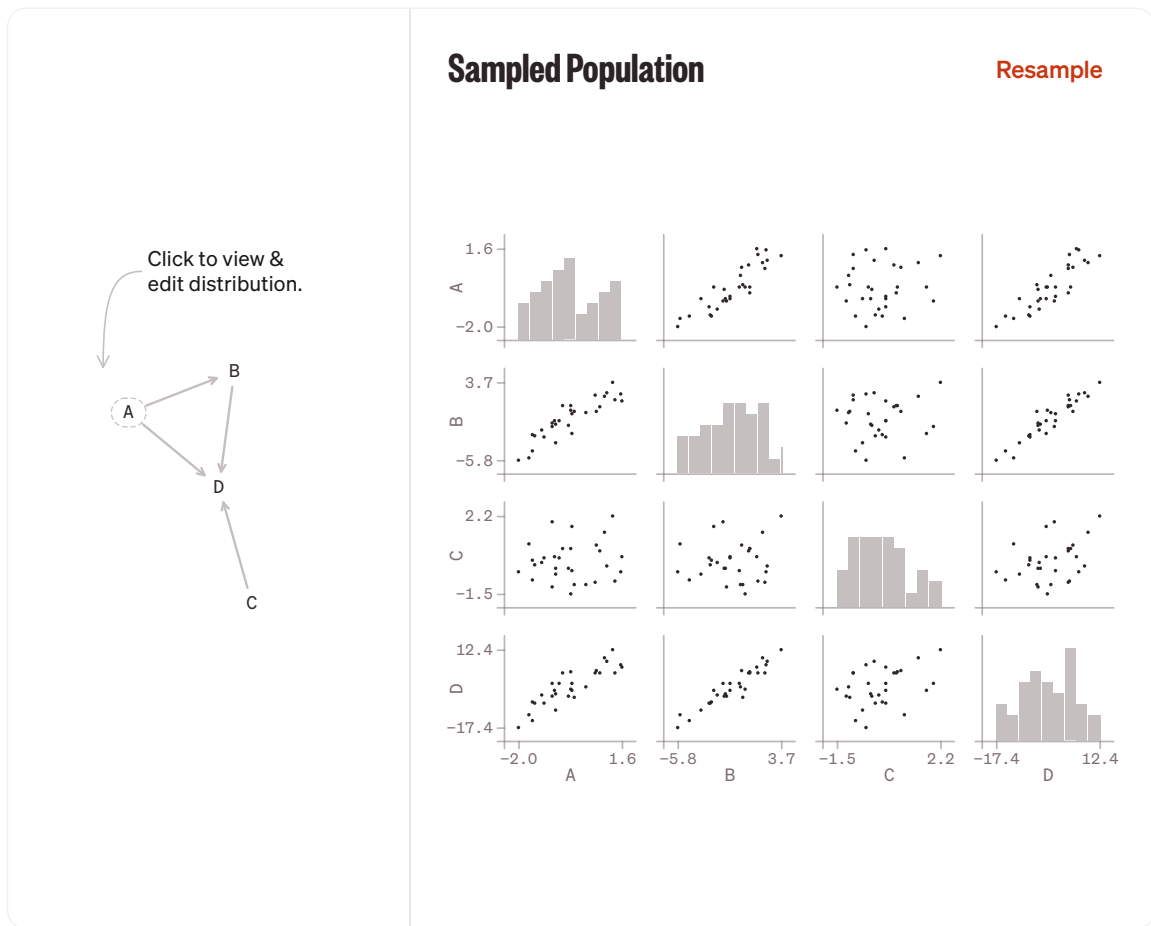 Sampled Population
Resample
Click to view &
edit distribution.
A
B
D
C
1.6
A
−2.0
3.7
B
−5.8
2.2
C
−1.5
12.4
D
−17.4
−2.0 1.6 −5.8 3.7 −1.5 2.2 −17.4 12.4
A B C D